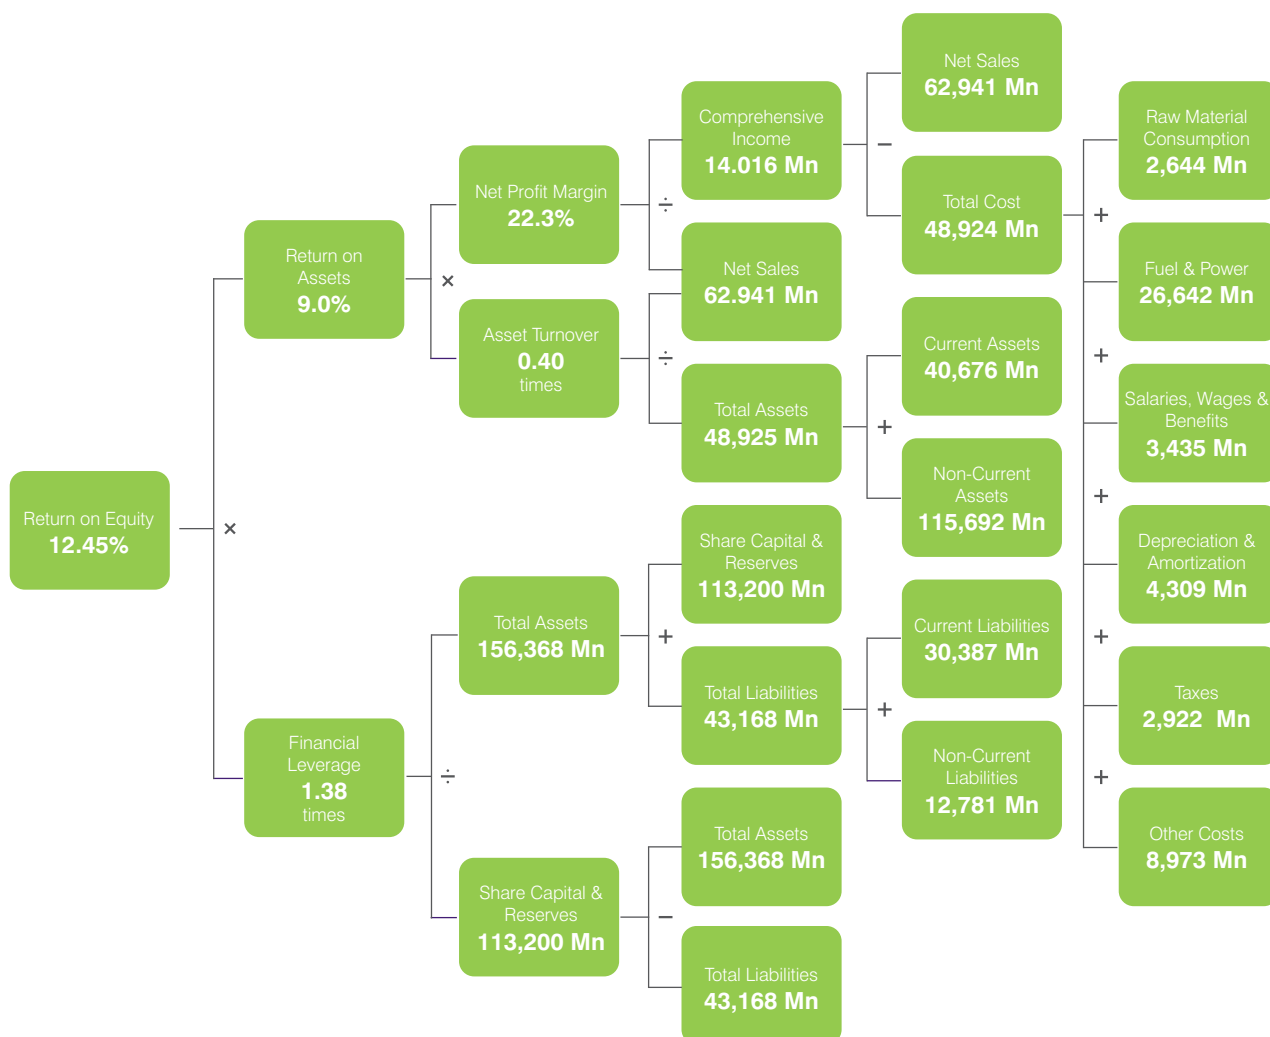 Return on Equity
12.45%
×
Return on
Assets
9.0%
Financial
Leverage
1.38
times
×
÷
Net Profit Margin
22.3%
Asset Turnover
0.40
times
Total Assets
156,368 Mn
Share Capital &
Reserves
113,200 Mn
÷
÷
+
−
Comprehensive
Income
14.016 Mn
Net Sales
62.941 Mn
Total Assets
48,925 Mn
Share Capital &
Reserves
113,200 Mn
Total Liabilities
43,168 Mn
Total Assets
156,368 Mn
Total Liabilities
43,168 Mn
−
+
+
Net Sales
62,941 Mn
Total Cost
48,924 Mn
Current Assets
40,676 Mn
Non-Current
Assets
115,692 Mn
Current Liabilities
30,387 Mn
Non-Current
Liabilities
12,781 Mn
Raw Material
Consumption
2,644 Mn
+
Fuel & Power
26,642 Mn
+
Salaries, Wages &
Benefits
3,435 Mn
+
Depreciation &
Amortization
4,309 Mn
+
Taxes
2,922 Mn
+
Other Costs
8,973 Mn